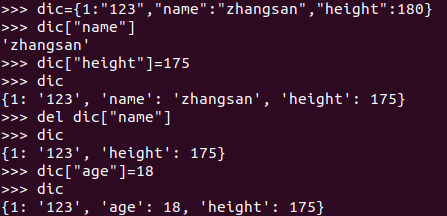 >>> dic={1:"123","name":"zhangsan","height":180}
>>> dic["name"]
'zhangsan'
>>> dic["height"]=175
>>> dic
{1: '123', 'name': 'zhangsan', 'height': 175}
>>> del dic["name"]
>>> dic
{1: '123', 'height': 175}
>>> dic["age"]=18
>>> dic
{1: '123', 'age': 18, 'height': 175}